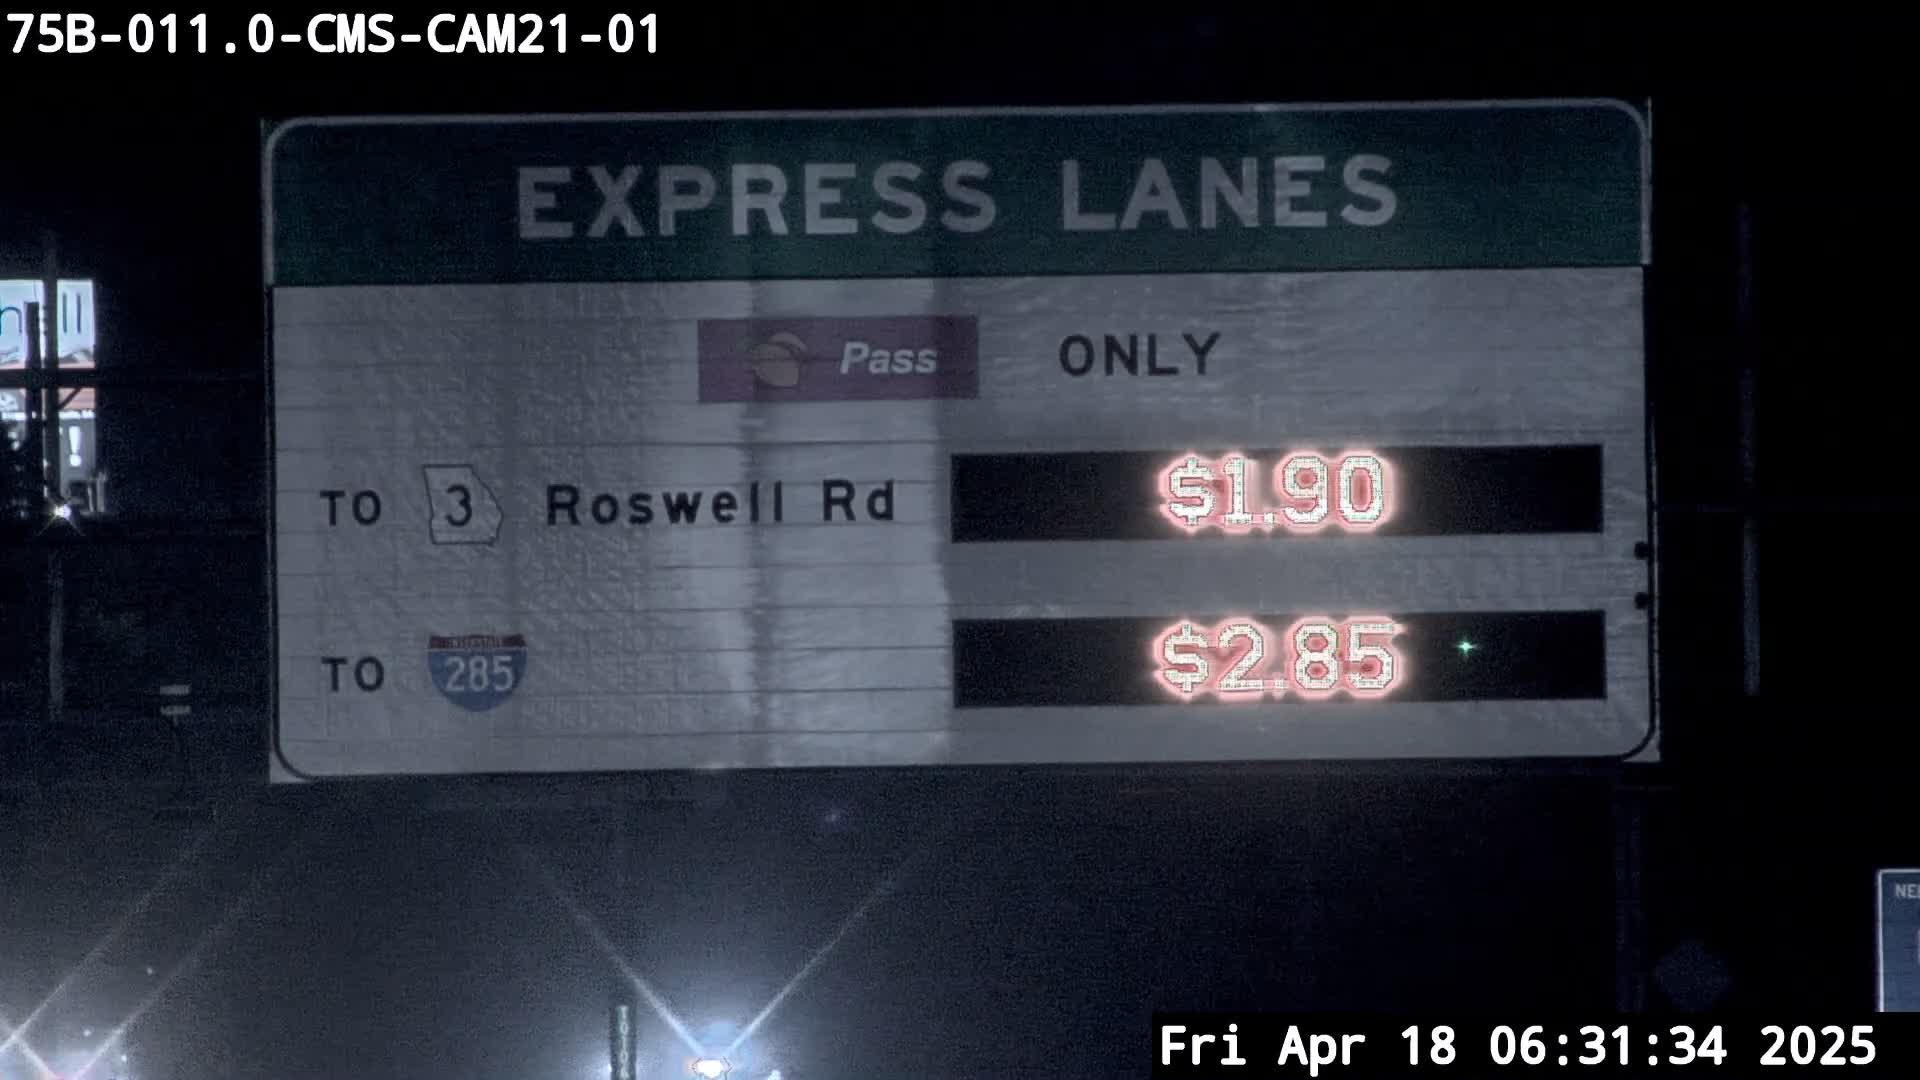 75B-011.0-CMS-CAM21-01
EXPRESS LANES
Pass ONLY
TO 3 Roswell Rd $1.90
INTERSTATE
TO 285 $2.85
Fri Apr 18 06:31:34 2025